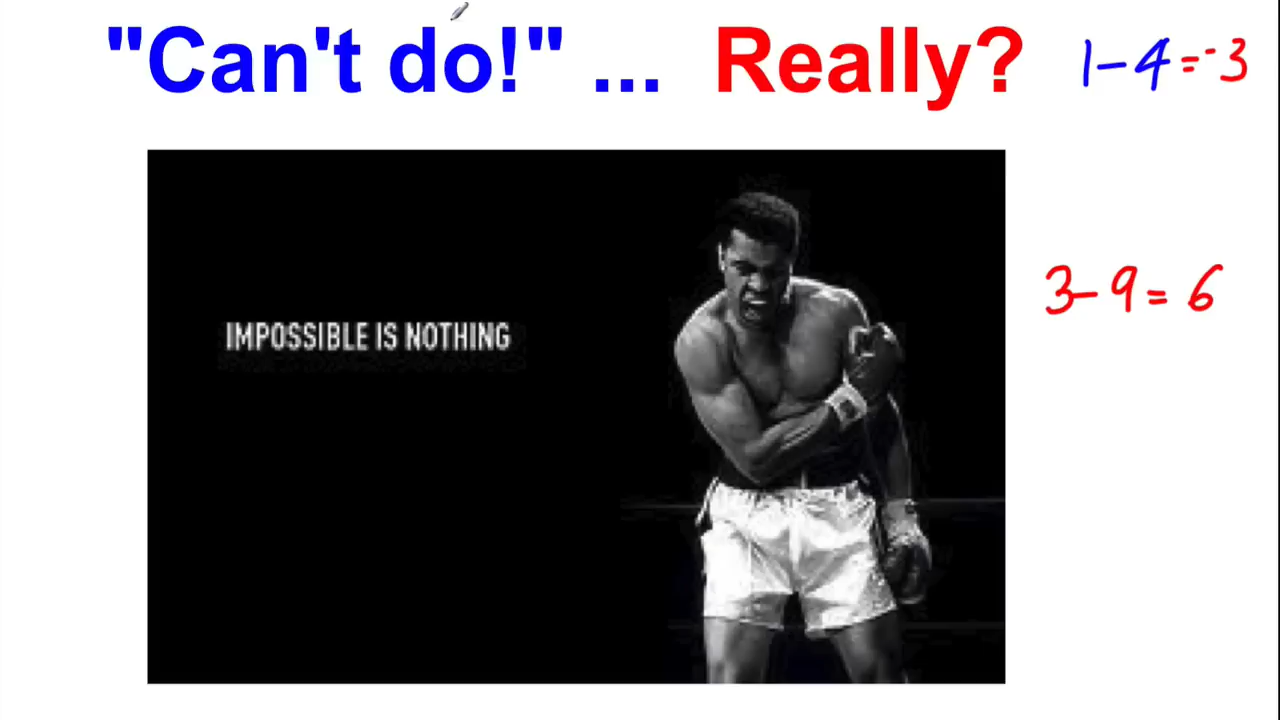 "Can't do!" ... Really? 1-4=-3
IMPOSSIBLE IS NOTHING
3-9=6